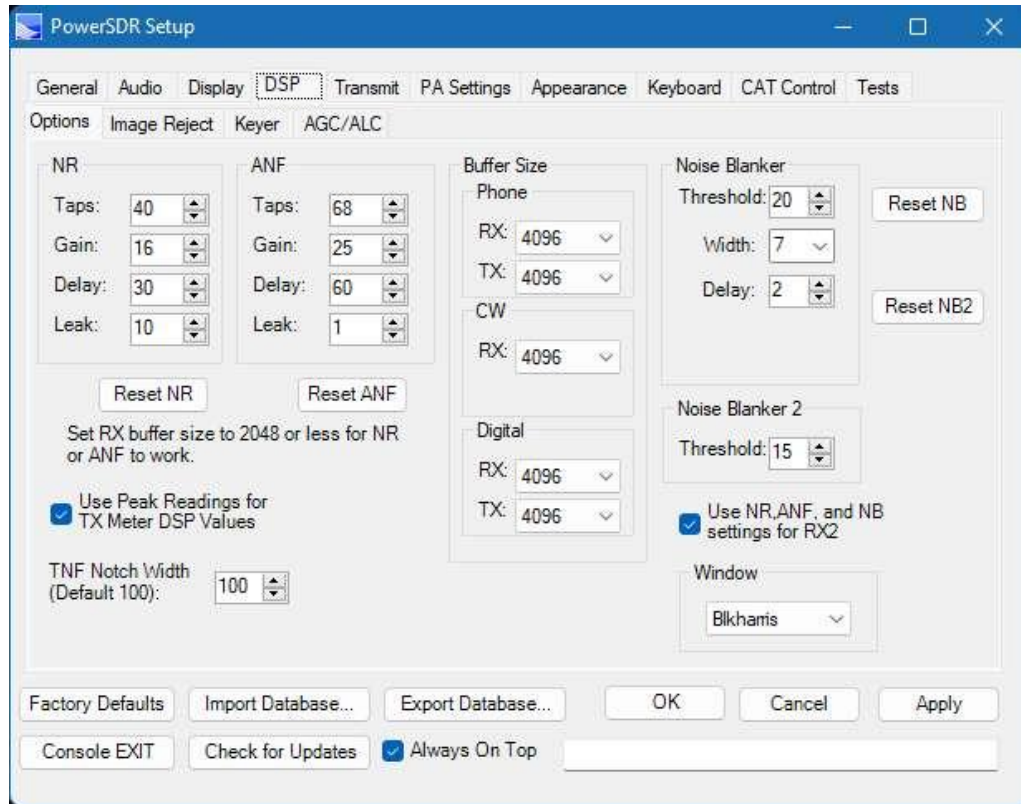 PowerSDR Setup
General Audio Display DSP Transmit PA Settings Appearance Keyboard CAT Control Tests
Options Image Reject Keyer AGC/ALC
NR
Taps: 40
Gain: 16
Delay: 30
Leak: 10
Reset NR
ANF
Taps: 68
Gain: 25
Delay: 60
Leak: 1
Reset ANF
Set RX buffer size to 2048 or less for NR
or ANF to work.
Use Peak Readings for
TX Meter DSP Values
TNF Notch Width
(Default 100): 100
Buffer Size
Phone
RX: 4096
TX: 4096
CW
RX: 4096
Digital
RX: 4096
TX: 4096
Noise Blanker
Threshold: 20
Width: 7
Delay: 2
Reset NB
Reset NB2
Noise Blanker 2
Threshold: 15
Use NR,ANF, and NB
settings for RX2
Window
Blkharris
Factory Defaults Import Database... Export Database... OK Cancel Apply
Console EXIT Check for Updates Always On Top